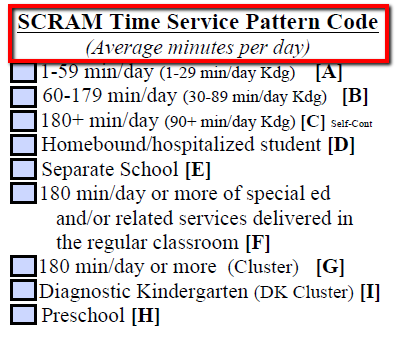 SCRAM Time Service Pattern Code
(Average minutes per day)
1-59 min/day (1-29 min/day Kdg) [A]
60-179 min/day (30-89 min/day Kdg) [B]
180+ min/day (90+ min/day Kdg) [C] Self-Cont
Homebound/hospitalized student [D]
Separate School [E]
180 min/day or more of special ed
and/or related services delivered in
the regular classroom [F]
180 min/day or more (Cluster) [G]
Diagnostic Kindergarten (DK Cluster) [I]
Preschool [H]